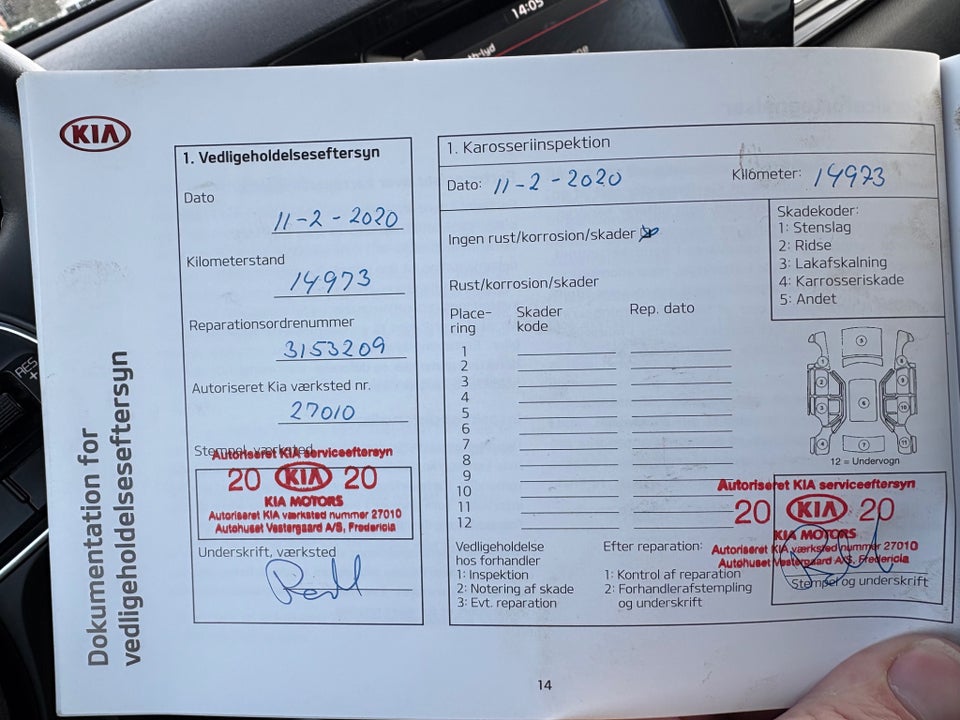 14:05
KIA
Dokumentation for
vedligeholdelseseftersyn
1. Vedligeholdelseseftersyn
Dato
11-2-2020
Kilometerstand
14973
Reparationsordrenummer
3153209
Autoriseret Kia værksted nr.
27010
Stempel, værksted
Autoriseret KIA serviceeftersyn
20 KIA 20
KIA MOTORS
Autoriseret KIA værksted nummer 27010
Autohuset Vestergaard A/S, Fredericia
Underskrift, værksted
1. Karosseriinspektion
Dato: 11-2-2020 Kilometer: 14973
Ingen rust/korrosion/skader
Rust/korrosion/skader
Place-
ring
Skader
kode
Rep. dato
1
2
3
4
5
6
7
8
9
10
11
12
Skadekoder:
1: Stenslag
2: Ridse
3: Lakafskalning
4: Karrosseriskade
5: Andet
12 = Undervogn
Vedligeholdelse
hos forhandler
1: Inspektion
2: Notering af skade
3: Evt. reparation
Efter reparation:
1: Kontrol af reparation
2: Forhandlerafstempling
og underskrift
Autoriseret KIA serviceeftersyn
20 KIA 20
KIA MOTORS
Autoriseret KIA værksted nummer 27010
Autohuset Vestergaard A/S, Fredericia
Stempel og underskrift
14
RES
+